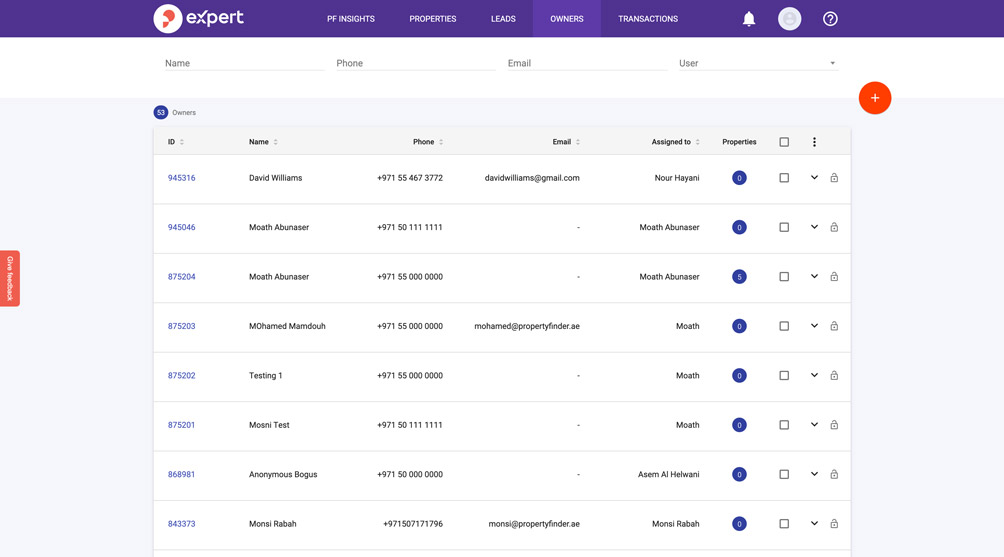 expert PF INSIGHTS PROPERTIES LEADS OWNERS TRANSACTIONS
Name Phone Email User
+
53 Owners
ID Name Phone Email Assigned to Properties
945316 David Williams +971 55 467 3772 davidwilliams@gmail.com Nour Hayani 0
945046 Moath Abunaser +971 50 111 1111 - Moath Abunaser 0
Give feedback
875204 Moath Abunaser +971 55 000 0000 - Moath Abunaser 5
875203 MOhamed Mamdouh +971 55 000 0000 mohamed@propertyfinder.ae Moath 0
875202 Testing 1 +971 55 000 0000 - Moath 0
875201 Mosni Test +971 50 111 1111 - Moath 0
868981 Anonymous Bogus +971 50 000 0000 - Asem Al Helwani 0
843373 Monsi Rabah +971507171796 monsi@propertyfinder.ae Monsi Rabah 0